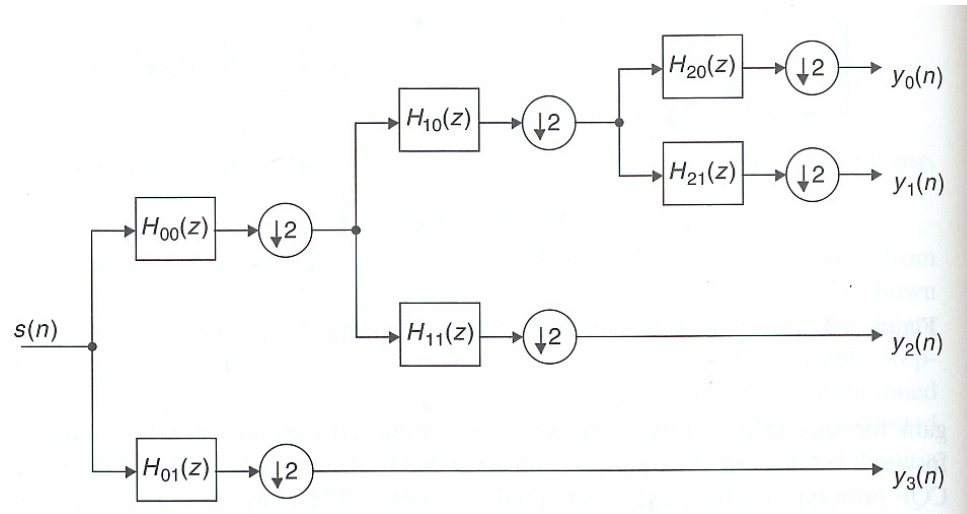 H20(z)
↓2
y0(n)
H10(z)
↓2
H21(z)
↓2
y1(n)
H00(z)
↓2
s(n)
H11(z)
↓2
y2(n)
H01(z)
↓2
y3(n)